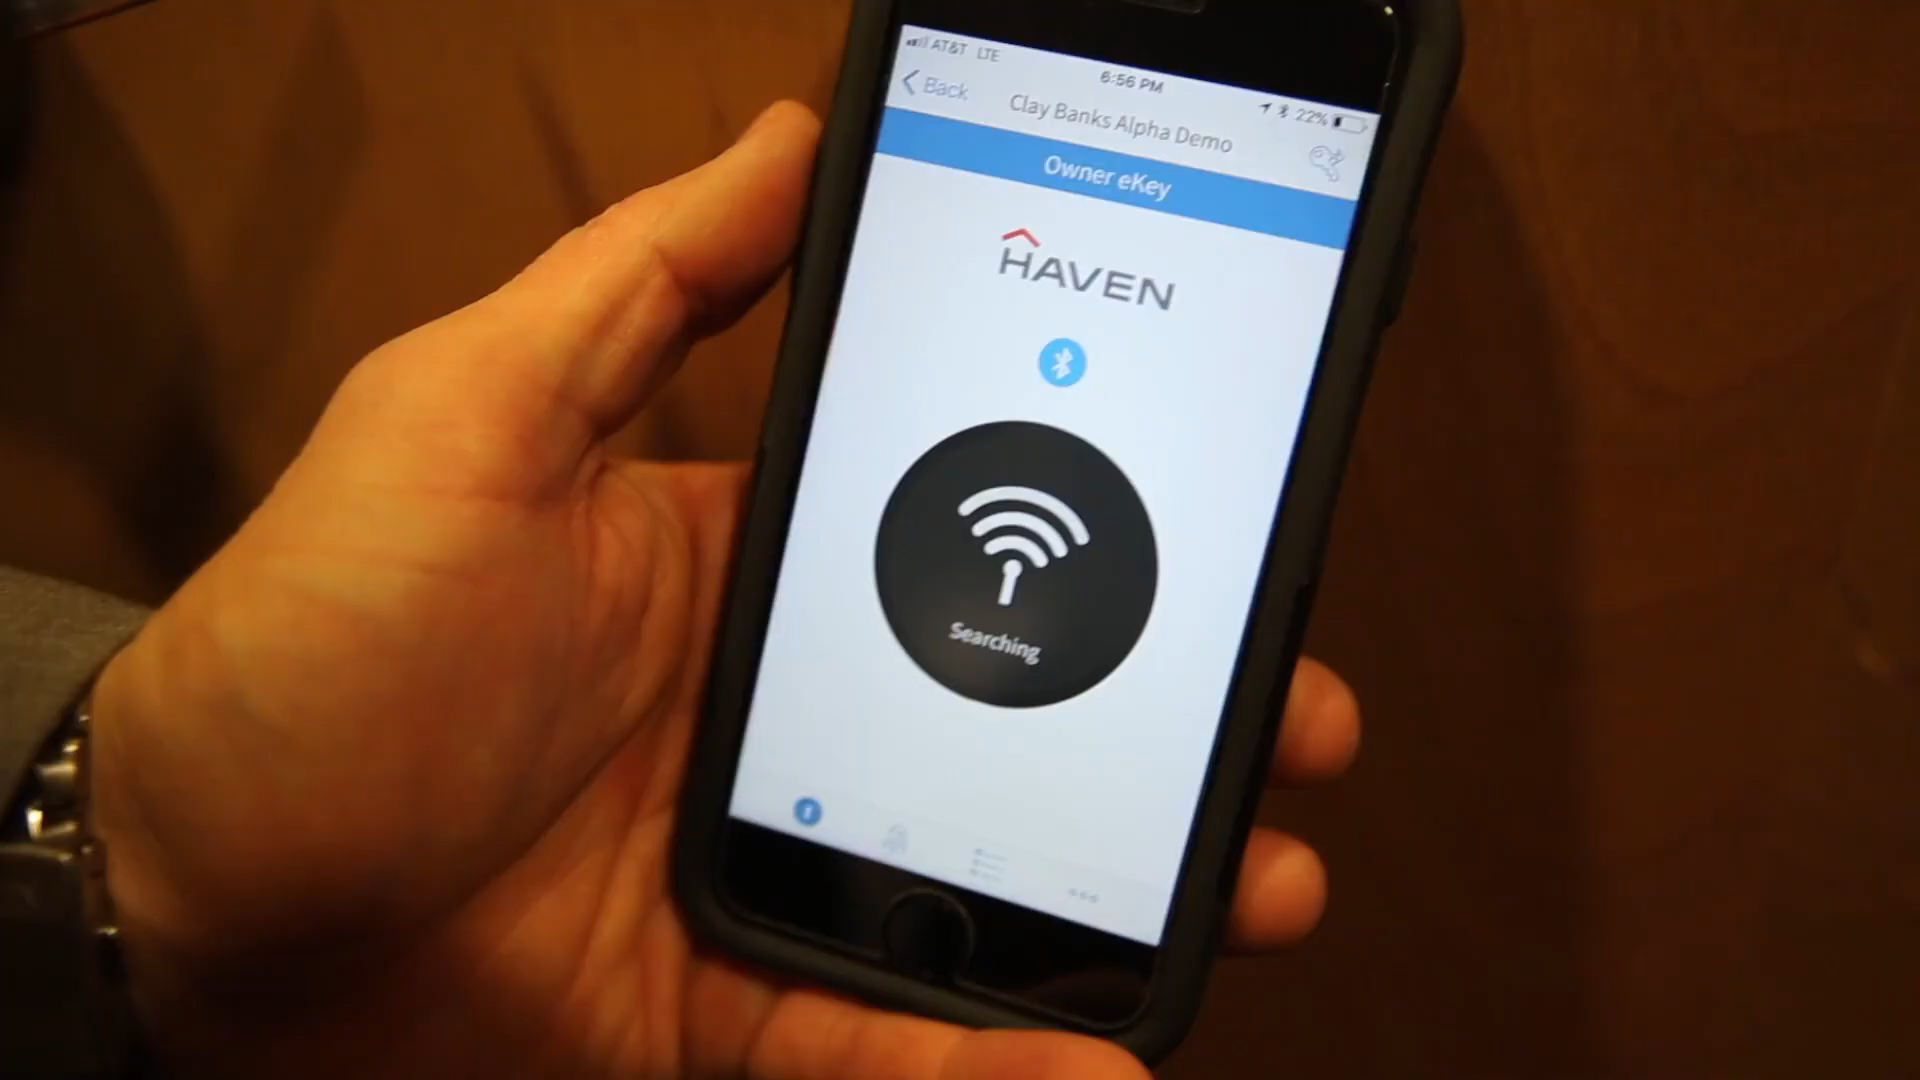 AT&T LTE
6:56 PM
22%
Back
Clay Banks Alpha Demo
Owner eKey
HAVEN
Searching